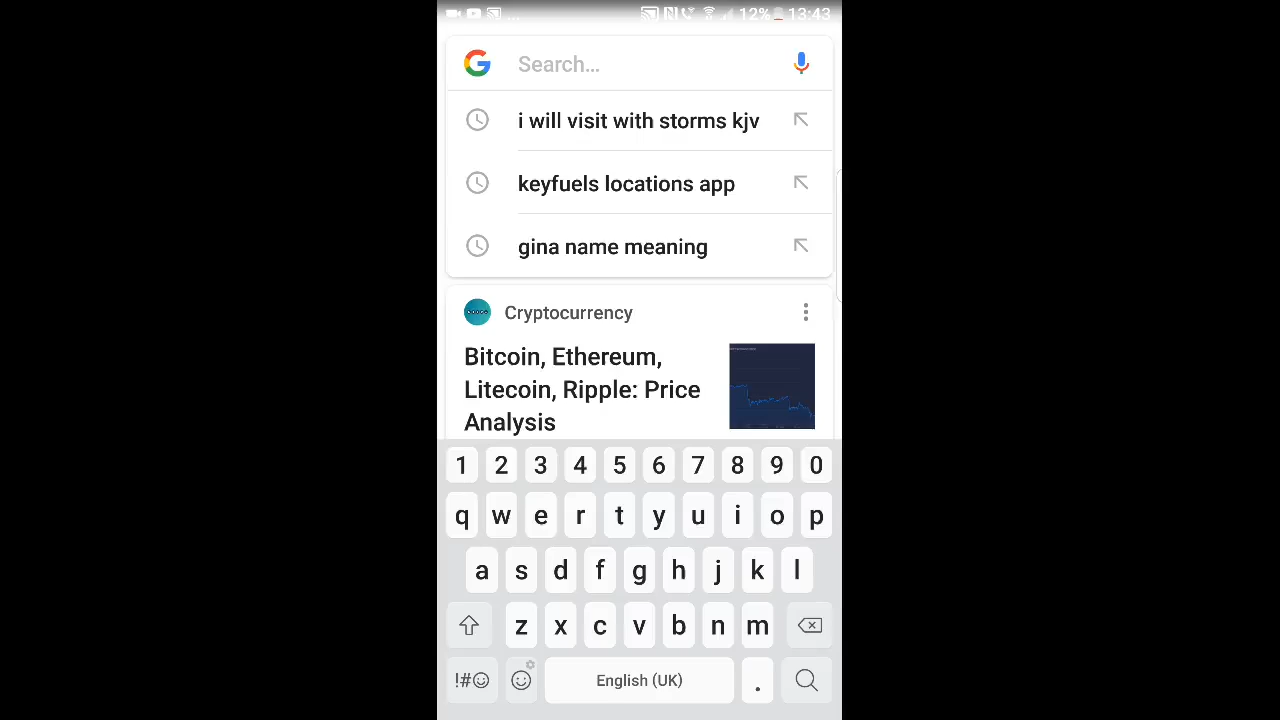 ... 12% 13:43
Search...
i will visit with storms kjv
keyfuels locations app
gina name meaning
Cryptocurrency
Bitcoin, Ethereum,
Litecoin, Ripple: Price
Analysis
1 2 3 4 5 6 7 8 9 0
q w e r t y u i o p
a s d f g h j k l
z x c v b n m
!#☺ English (UK) .